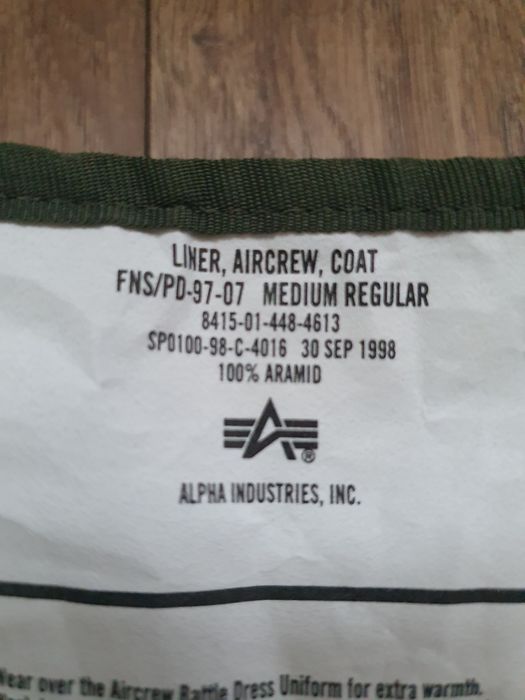 LINER, AIRCREW, COAT
FNS/PD-97-07 MEDIUM REGULAR
8415-01-448-4613
SP0100-98-C-4016 30 SEP 1998
100% ARAMID
®
ALPHA INDUSTRIES, INC.
Wear over the Aircrew Battle Dress Uniform for extra warmth.